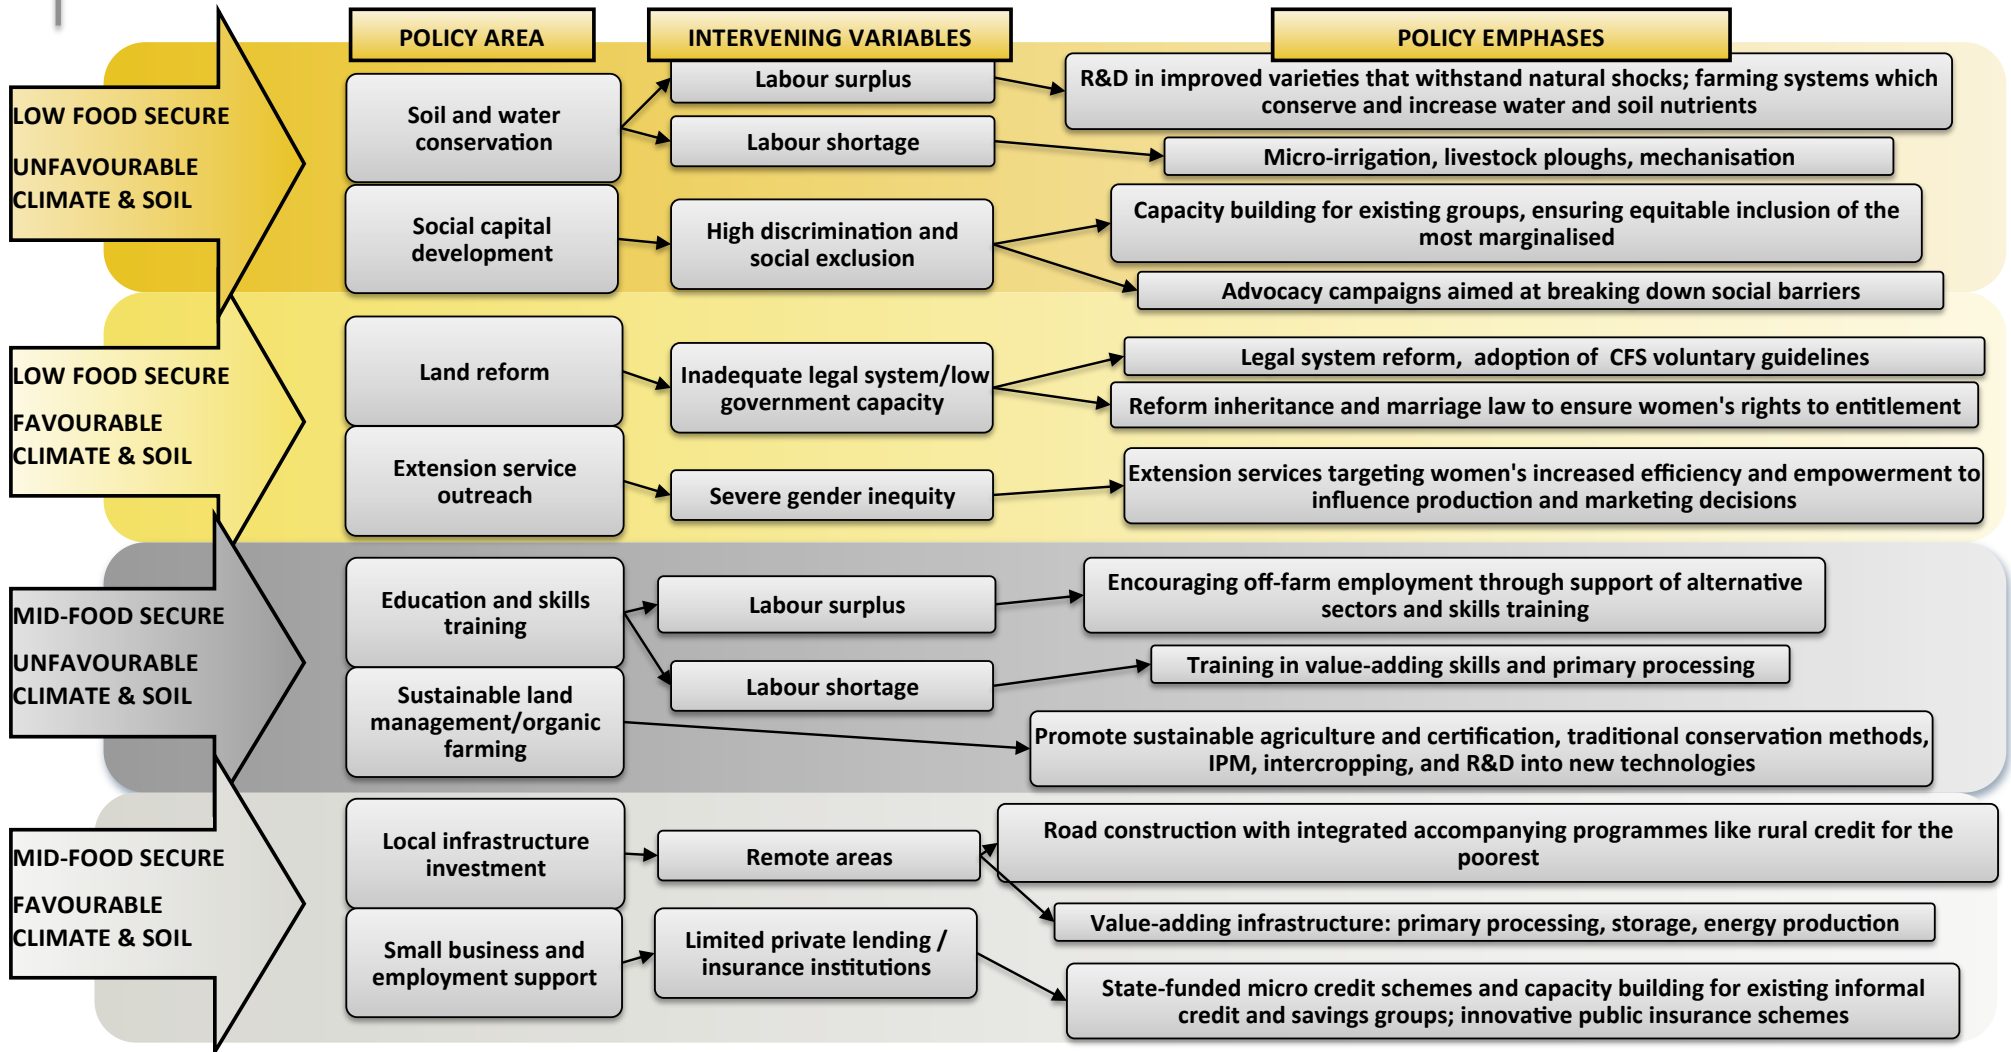 POLICY AREA
INTERVENING VARIABLES
POLICY EMPHASES
LOW FOOD SECURE
UNFAVOURABLE
CLIMATE & SOIL
Soil and water
conservation
Labour surplus
R&D in improved varieties that withstand natural shocks; farming systems which
conserve and increase water and soil nutrients
Labour shortage
Micro-irrigation, livestock ploughs, mechanisation
Social capital
development
High discrimination and
social exclusion
Capacity building for existing groups, ensuring equitable inclusion of the
most marginalised
Advocacy campaigns aimed at breaking down social barriers
LOW FOOD SECURE
FAVOURABLE
CLIMATE & SOIL
Land reform
Inadequate legal system/low
government capacity
Legal system reform,  adoption of  CFS voluntary guidelines
Reform inheritance and marriage law to ensure women's rights to entitlement
Extension service
outreach
Severe gender inequity
Extension services targeting women's increased efficiency and empowerment to
influence production and marketing decisions
MID-FOOD SECURE
UNFAVOURABLE
CLIMATE & SOIL
Education and skills
training
Labour surplus
Encouraging off-farm employment through support of alternative
sectors and skills training
Labour shortage
Training in value-adding skills and primary processing
Sustainable land
management/organic
farming
Promote sustainable agriculture and certification, traditional conservation methods,
IPM, intercropping, and R&D into new technologies
MID-FOOD SECURE
FAVOURABLE
CLIMATE & SOIL
Local infrastructure
investment
Remote areas
Road construction with integrated accompanying programmes like rural credit for the
poorest
Value-adding infrastructure: primary processing, storage, energy production
Small business and
employment support
Limited private lending /
insurance institutions
State-funded micro credit schemes and capacity building for existing informal
credit and savings groups; innovative public insurance schemes